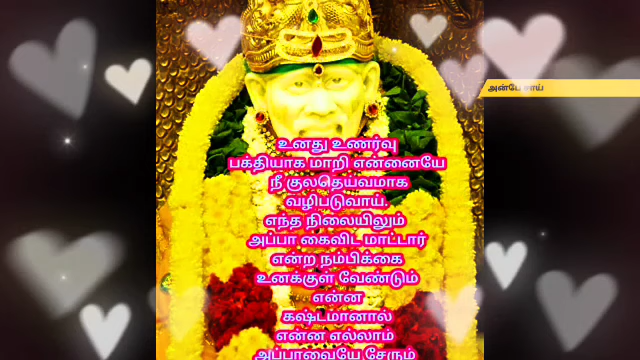 அன்பே சாய்
உனது உணர்வு
பக்தியாக மாறி என்னையே
நீ குலதெய்வமாக
வழிபடுவாய்.
எந்த நிலையிலும்
அப்பா கைவிட மாட்டார்
என்ற நம்பிக்கை
உனக்குள் வேண்டும்
என்ன
கஷ்டமானால்
என்ன எல்லாம்
அப்பாவையே சேரும்